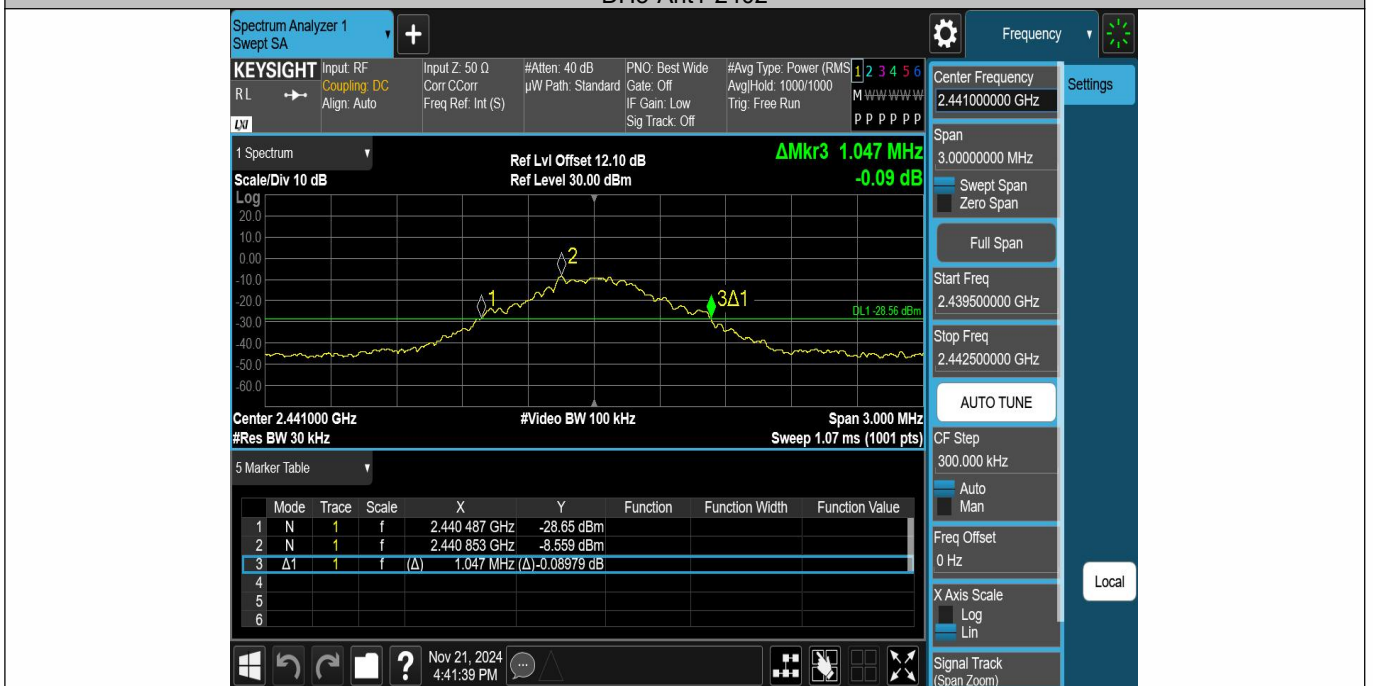 Spectrum Analyzer 1
Swept SA
+
Frequency
KEYSIGHT
Input: RF
Coupling: DC
Align: Auto
RL
LXI
Input Z: 50 Ω
Corr CCorr
Freq Ref: Int (S)
#Atten: 40 dB
µW Path: Standard
PNO: Best Wide
Gate: Off
IF Gain: Low
Sig Track: Off
#Avg Type: Power (RMS
Avg|Hold: 1000/1000
Trig: Free Run
1 2 3 4 5 6
M W W W W W
P P P P P P
1 Spectrum
Scale/Div 10 dB
Ref Lvl Offset 12.10 dB
Ref Level 30.00 dBm
ΔMkr3 1.047 MHz
-0.09 dB
Log
20.0
10.0
0.00
-10.0
-20.0
-30.0
-40.0
-50.0
-60.0
2
1
3Δ1
DL1 -28.56 dBm
Center 2.441000 GHz
#Res BW 30 kHz
#Video BW 100 kHz
Span 3.000 MHz
Sweep 1.07 ms (1001 pts)
5 Marker Table
Mode Trace Scale X Y Function Function Width Function Value
1 N 1 f 2.440 487 GHz -28.65 dBm
2 N 1 f 2.440 853 GHz -8.559 dBm
3 Δ1 1 f (Δ) 1.047 MHz (Δ)-0.08979 dB
4
5
6
?
Nov 21, 2024
4:41:39 PM
Center Frequency
2.441000000 GHz
Settings
Span
3.00000000 MHz
Swept Span
Zero Span
Full Span
Start Freq
2.439500000 GHz
Stop Freq
2.442500000 GHz
AUTO TUNE
CF Step
300.000 kHz
Auto
Man
Freq Offset
0 Hz
X Axis Scale
Log
Lin
Signal Track
(Span Zoom)
Local